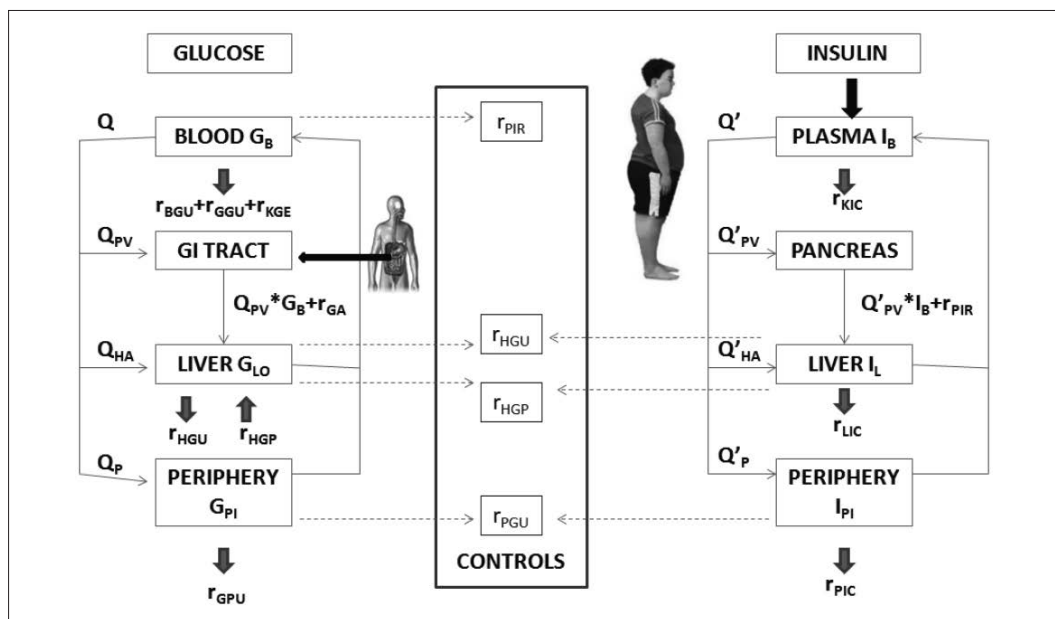 GLUCOSE
Q
BLOOD G_B
r_BGU+r_GGU+r_KGE
Q_PV
GI TRACT
Q_PV*G_B+r_GA
Q_HA
LIVER G_LO
r_HGU
r_HGP
Q_P
PERIPHERY
G_PI
r_GPU
r_PIR
r_HGU
r_HGP
r_PGU
CONTROLS
INSULIN
Q'
PLASMA I_B
r_KIC
Q'_PV
PANCREAS
Q'_PV*I_B+r_PIR
Q'_HA
LIVER I_L
r_LIC
Q'_P
PERIPHERY
I_PI
r_PIC